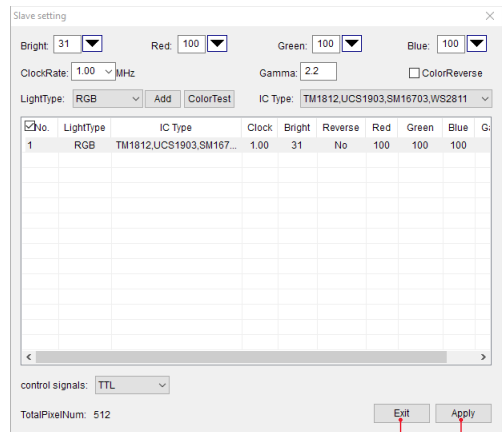 Slave setting
Bright: 31 Red: 100 Green: 100 Blue: 100
ClockRate: 1.00 MHz Gamma: 2.2 ColorReverse
LightType: RGB Add ColorTest IC Type: TM1812,UCS1903,SM16703,WS2811
No. LightType IC Type Clock Bright Reverse Red Green Blue G
1 RGB TM1812,UCS1903,SM167... 1.00 31 No 100 100 100
control signals: TTL
TotalPixelNum: 512 Exit Apply